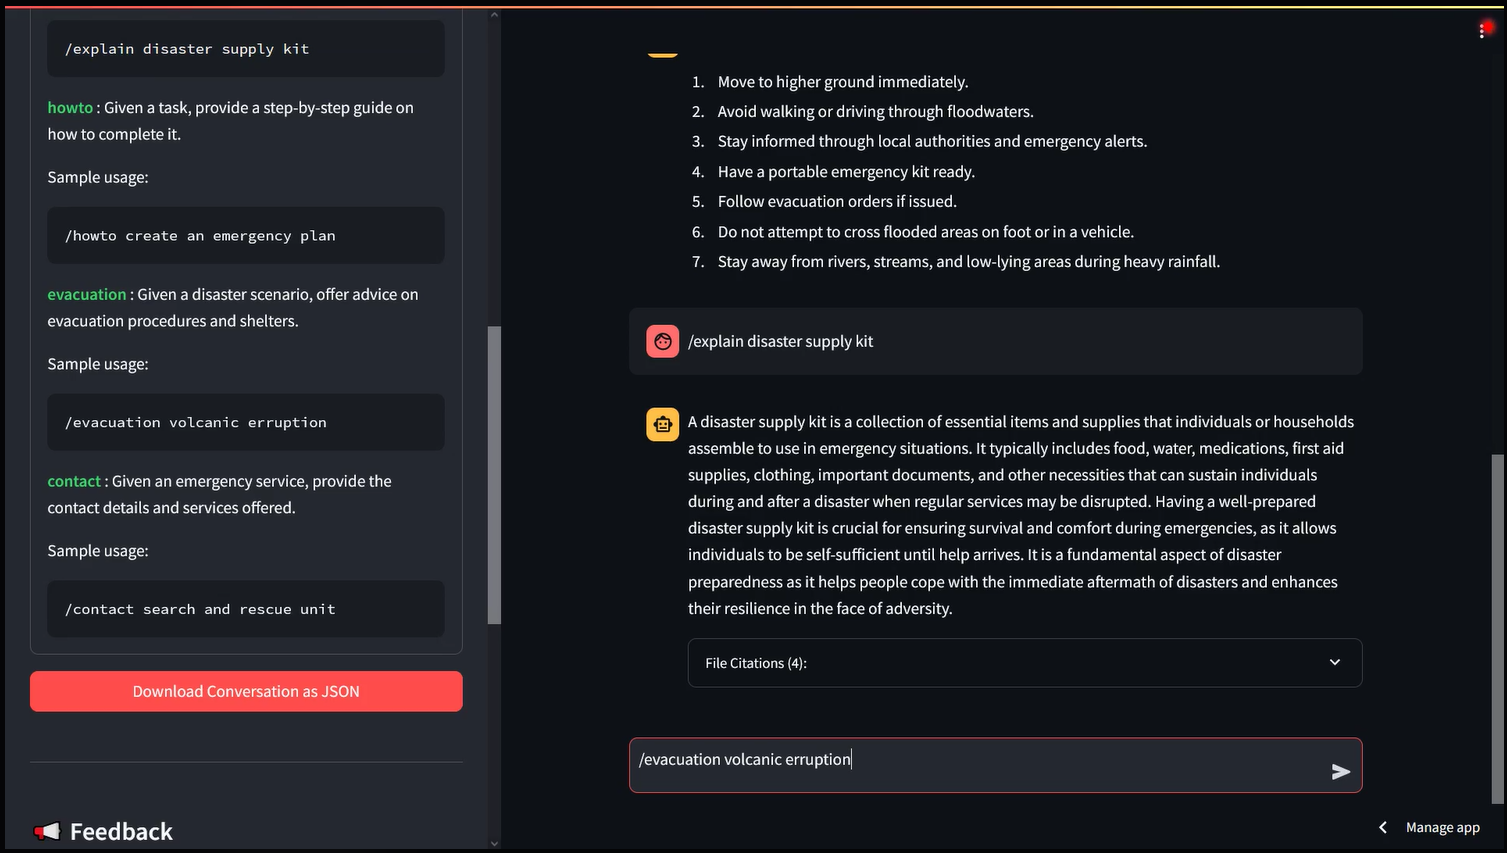 /explain disaster supply kit
howto : Given a task, provide a step-by-step guide on
how to complete it.
Sample usage:
/howto create an emergency plan
evacuation : Given a disaster scenario, offer advice on
evacuation procedures and shelters.
Sample usage:
/evacuation volcanic erruption
contact : Given an emergency service, provide the
contact details and services offered.
Sample usage:
/contact search and rescue unit
Download Conversation as JSON
Feedback
1. Move to higher ground immediately.
2. Avoid walking or driving through floodwaters.
3. Stay informed through local authorities and emergency alerts.
4. Have a portable emergency kit ready.
5. Follow evacuation orders if issued.
6. Do not attempt to cross flooded areas on foot or in a vehicle.
7. Stay away from rivers, streams, and low-lying areas during heavy rainfall.
/explain disaster supply kit
A disaster supply kit is a collection of essential items and supplies that individuals or households
assemble to use in emergency situations. It typically includes food, water, medications, first aid
supplies, clothing, important documents, and other necessities that can sustain individuals
during and after a disaster when regular services may be disrupted. Having a well-prepared
disaster supply kit is crucial for ensuring survival and comfort during emergencies, as it allows
individuals to be self-sufficient until help arrives. It is a fundamental aspect of disaster
preparedness as it helps people cope with the immediate aftermath of disasters and enhances
their resilience in the face of adversity.
File Citations (4):
/evacuation volcanic erruption
Manage app